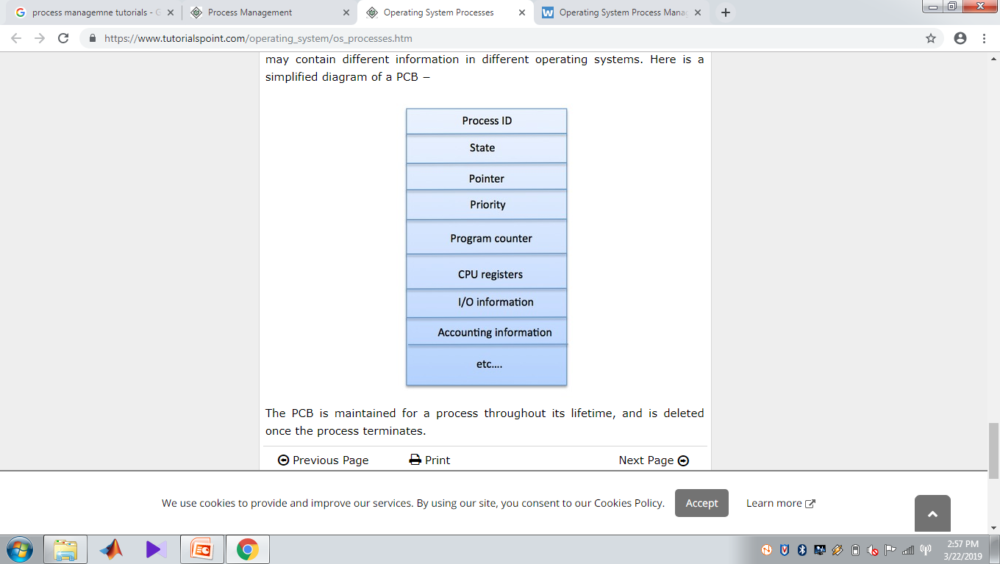 process managemne tutorials - G
Process Management
Operating System Processes
Operating System Process Manag
https://www.tutorialspoint.com/operating_system/os_processes.htm
may contain different information in different operating systems. Here is a
simplified diagram of a PCB –
Process ID
State
Pointer
Priority
Program counter
CPU registers
I/O information
Accounting information
etc....
The PCB is maintained for a process throughout its lifetime, and is deleted
once the process terminates.
Previous Page Print Next Page
We use cookies to provide and improve our services. By using our site, you consent to our Cookies Policy. Accept Learn more
2:57 PM
3/22/2019